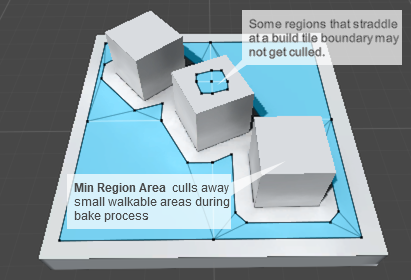 Some regions that straddle
at a build tile boundary may
not get culled.
Min Region Area culls away
small walkable areas during
bake process